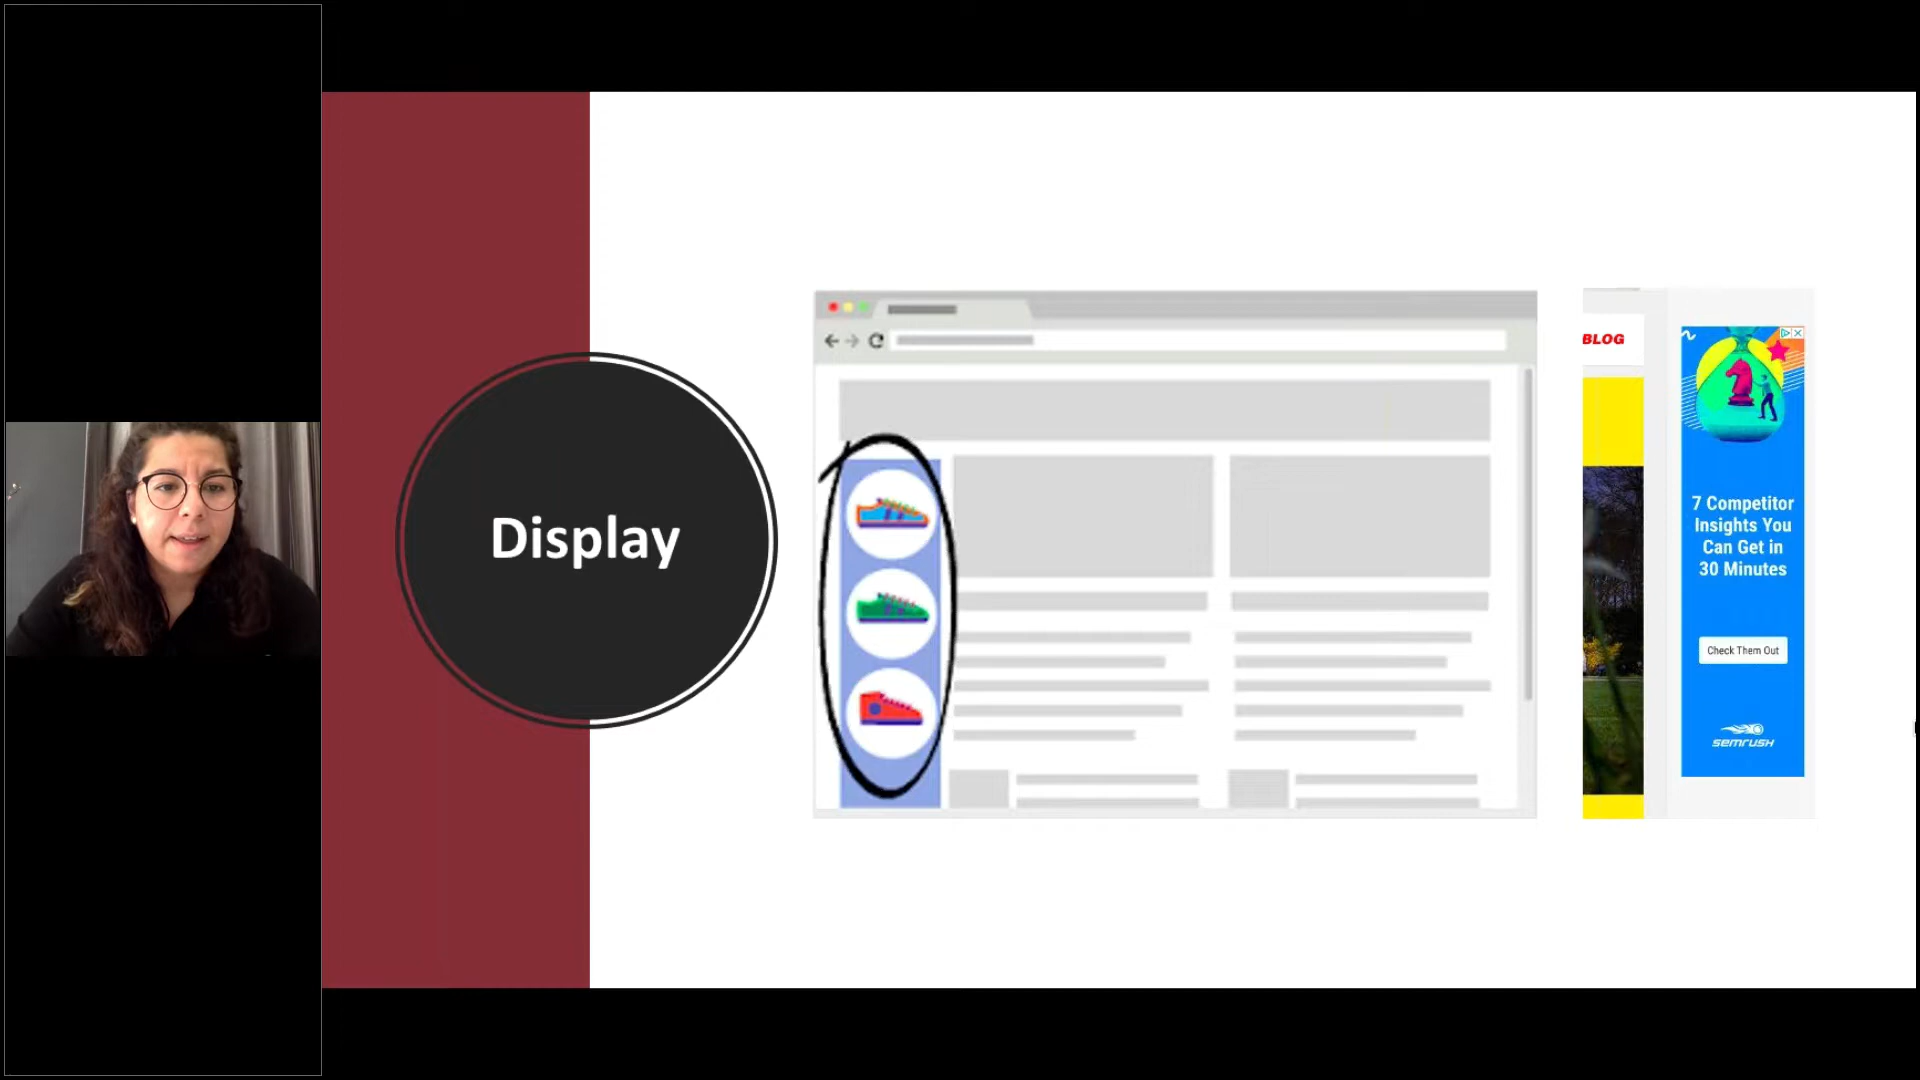 Display
BLOG
7 Competitor
Insights You
Can Get in
30 Minutes
Check Them Out
semrush